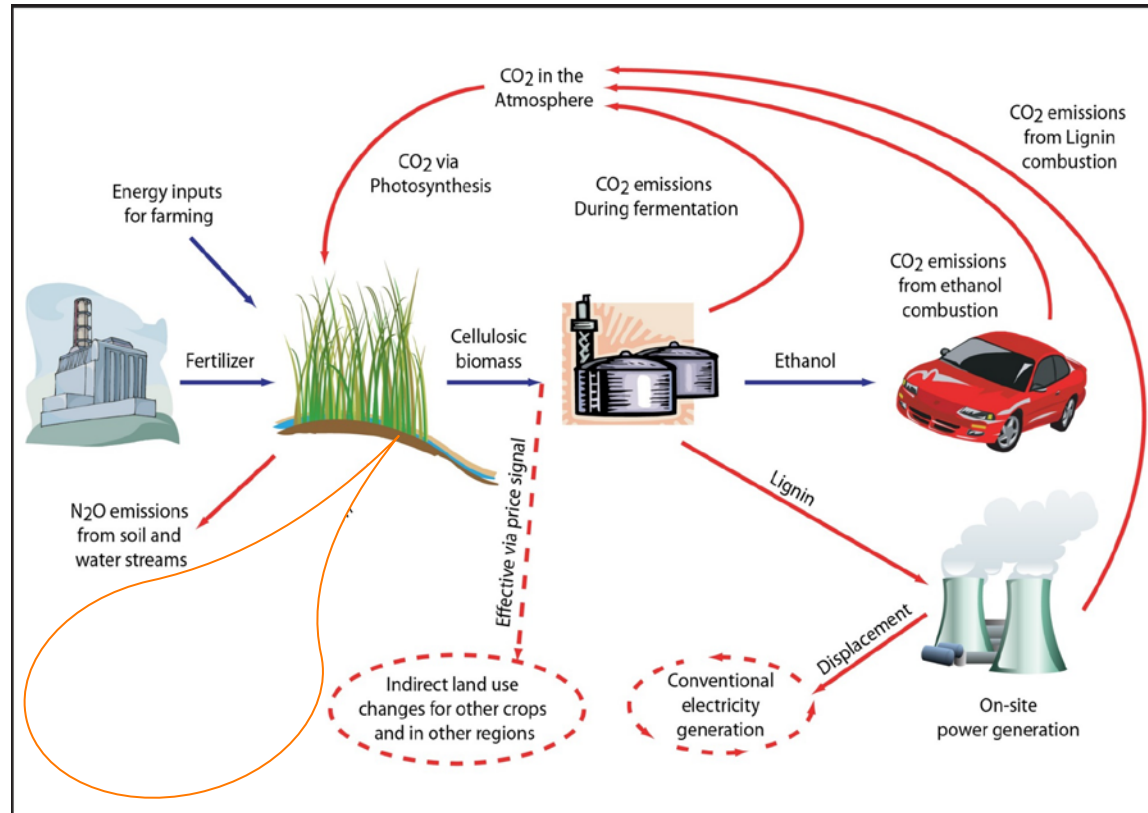 CO2 in the
Atmosphere
CO2 emissions
from Lignin
combustion
CO2 via
Photosynthesis
CO2 emissions
During fermentation
Energy inputs
for farming
CO2 emissions
from ethanol
combustion
Fertilizer
Cellulosic
biomass
Ethanol
N2O emissions
from soil and
water streams
Effective via price signal
Lignin
Displacement
Indirect land use
changes for other crops
and in other regions
Conventional
electricity
generation
On-site
power generation